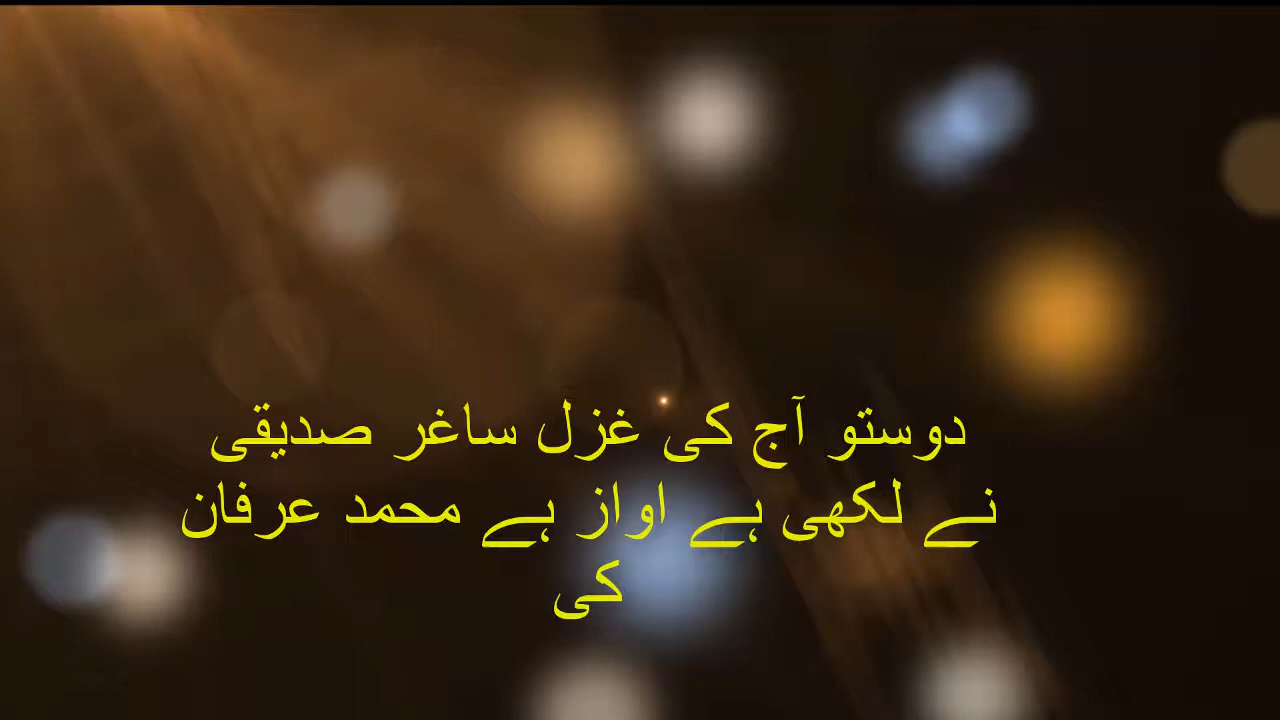 دوستو آج کی غزل ساغر صدیقی
نے لکھی ہے اواز ہے محمد عرفان
کی